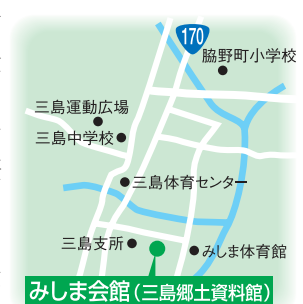 170
脇野町小学校
三島運動広場
三島中学校
三島体育センター
三島支所
みしま体育館
みしま会館(三島郷土資料館)